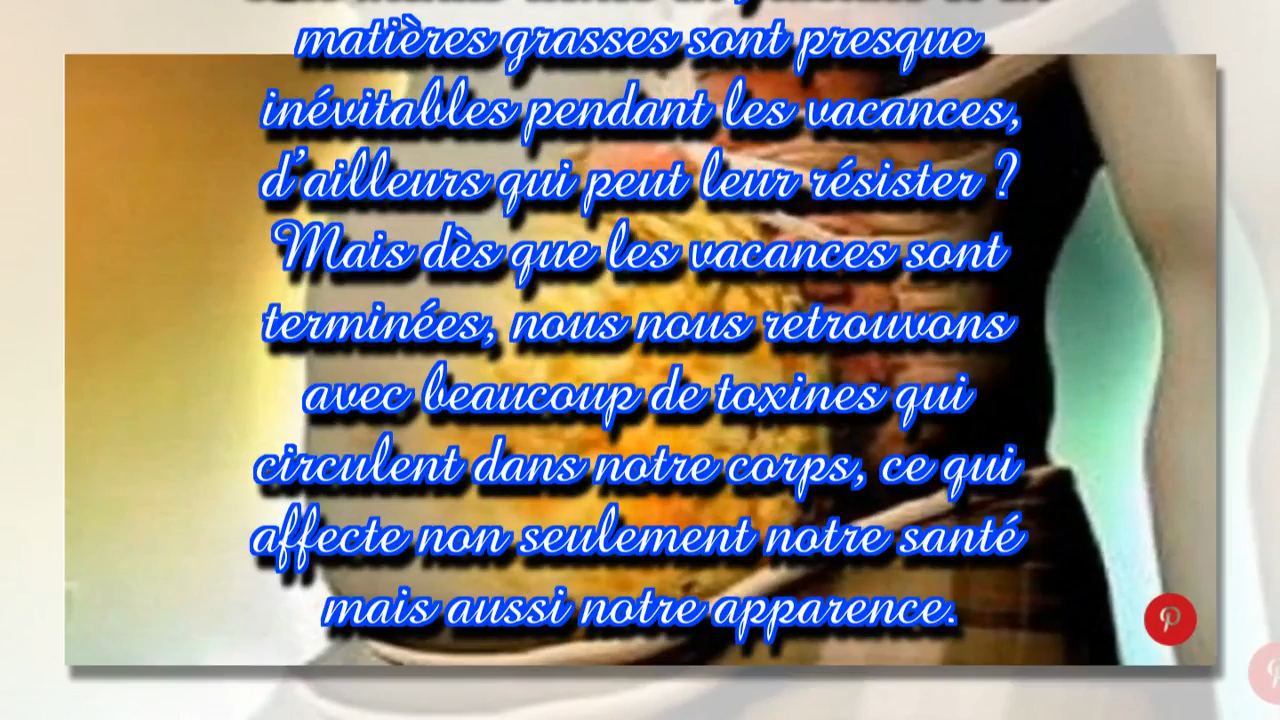 matières grasses sont presque
inévitables pendant les vacances,
d'ailleurs qui peut leur résister ?
Mais dès que les vacances sont
terminées, nous nous retrouvons
avec beaucoup de toxines qui
circulent dans notre corps, ce qui
affecte non seulement notre santé
mais aussi notre apparence.